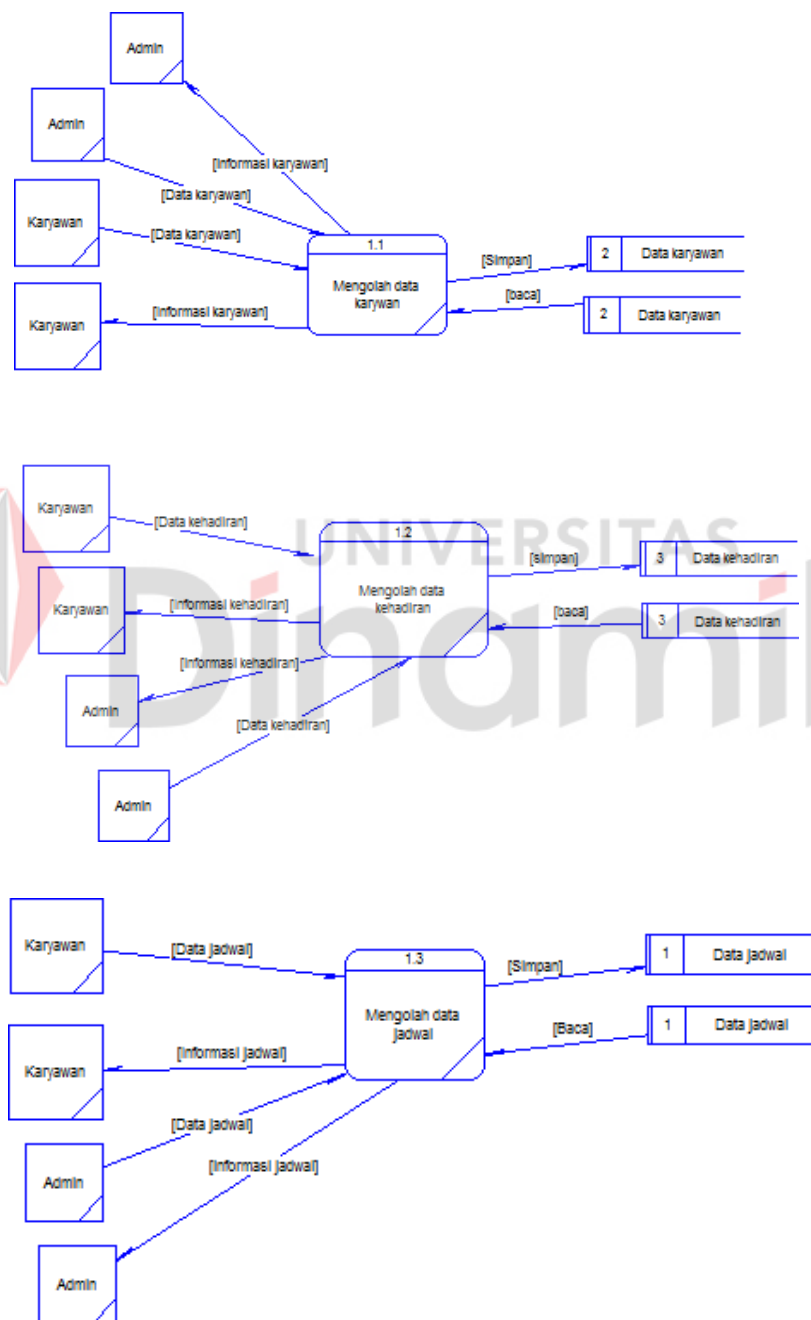 Admin
Admin
[Informasi karyawan]
[Data karyawan]
Karyawan
[Data karyawan]
1.1
Mengolah data
karywan
[Simpan]
2 Data karyawan
[baca]
2 Data karyawan
Karyawan
[Informasi karyawan]
Karyawan
[Data kehadiran]
UNIVERSITAS
Dinami
1.2
Mengolah data
kehadiran
[simpan]
3 Data kehadiran
[baca]
3 Data kehadiran
Karyawan
[Informasi kehadiran]
[Informasi kehadiran]
Admin
[Data kehadiran]
Admin
Karyawan
[Data jadwal]
1.3
Mengolah data
jadwal
[Simpan]
1 Data jadwal
[Baca]
1 Data jadwal
Karyawan
[Informasi jadwal]
[Data jadwal]
Admin
[Informasi jadwal]
Admin